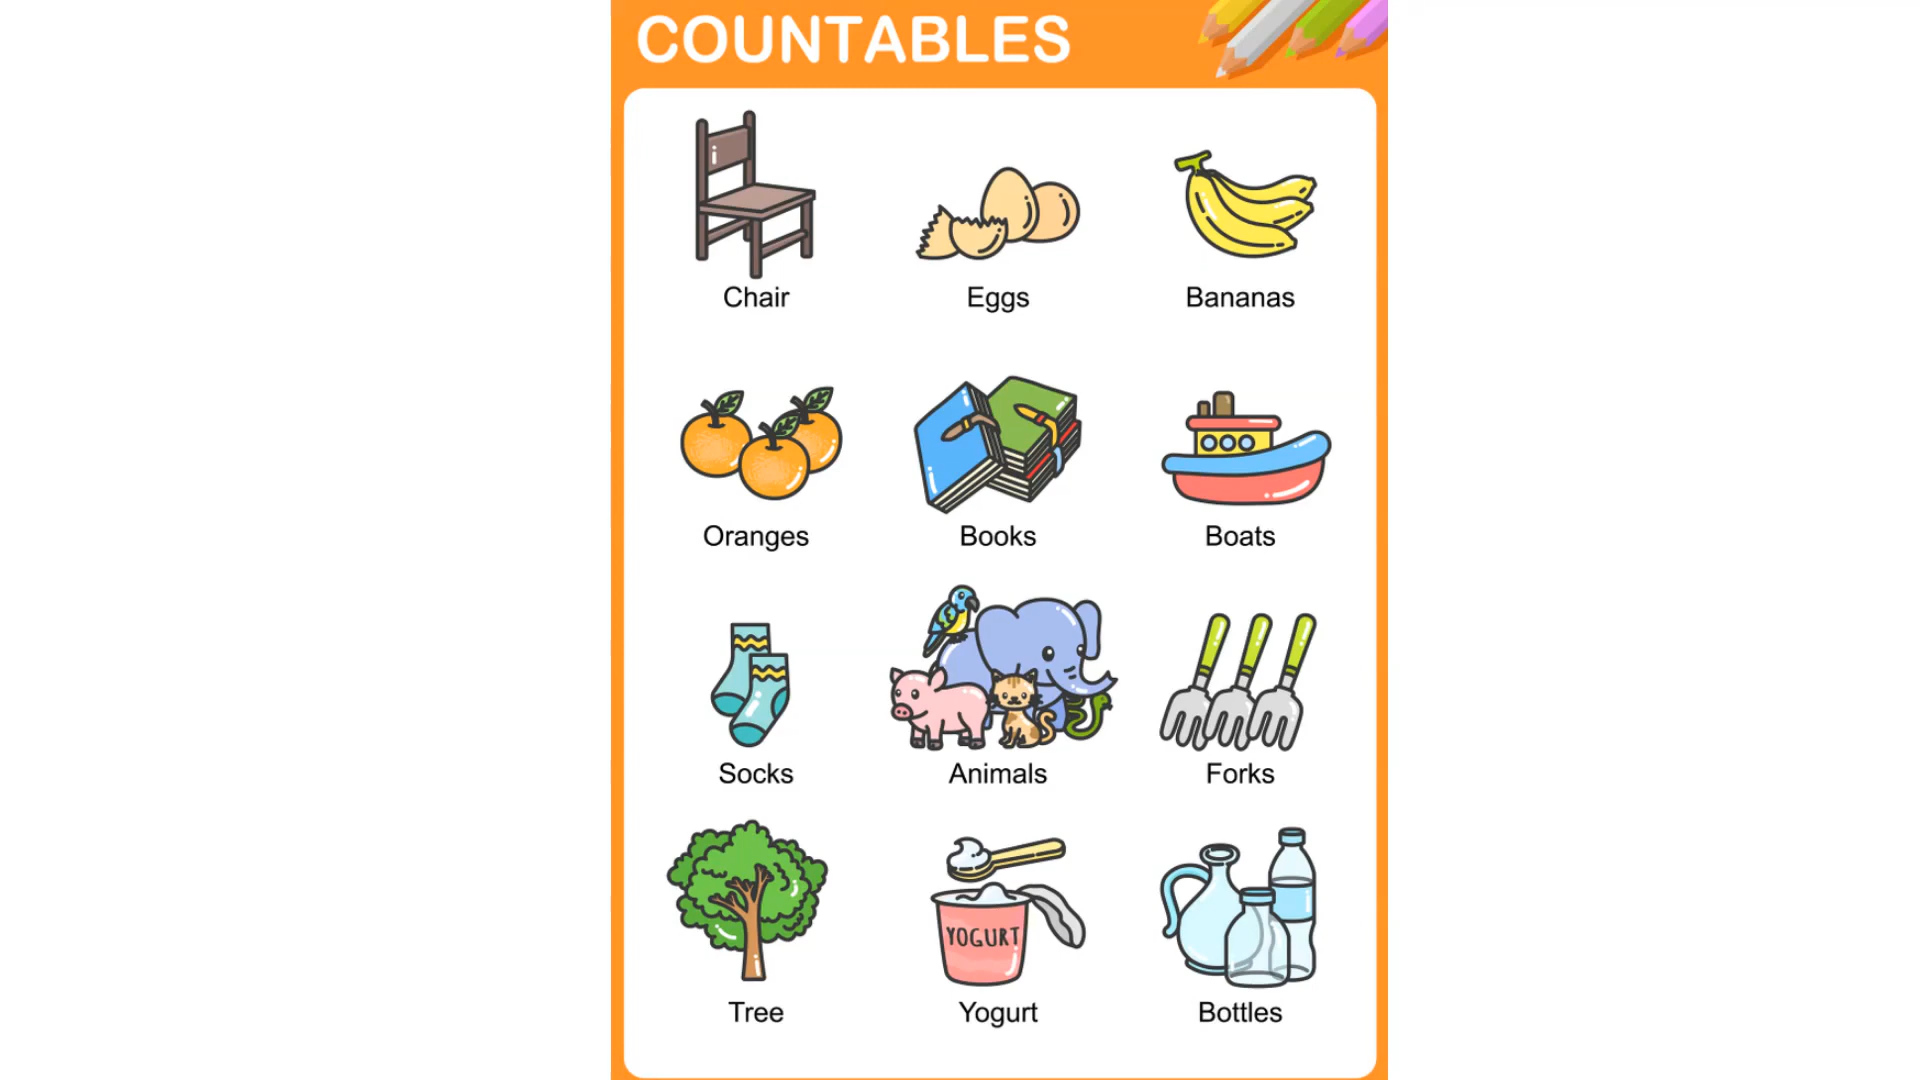 COUNTABLES
Chair
Eggs
Bananas
Oranges
Books
Boats
Socks
Animals
Forks
YOGURT
Tree
Yogurt
Bottles